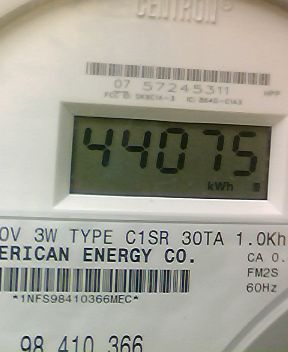 CENTRON®
07 57245311
44075
kWh
0V 3W TYPE C1SR 30TA 1.0Kh
ERICAN ENERGY CO.
CA 0.
FM2S
*1NFS98410366MEC*
60Hz
98 410 366